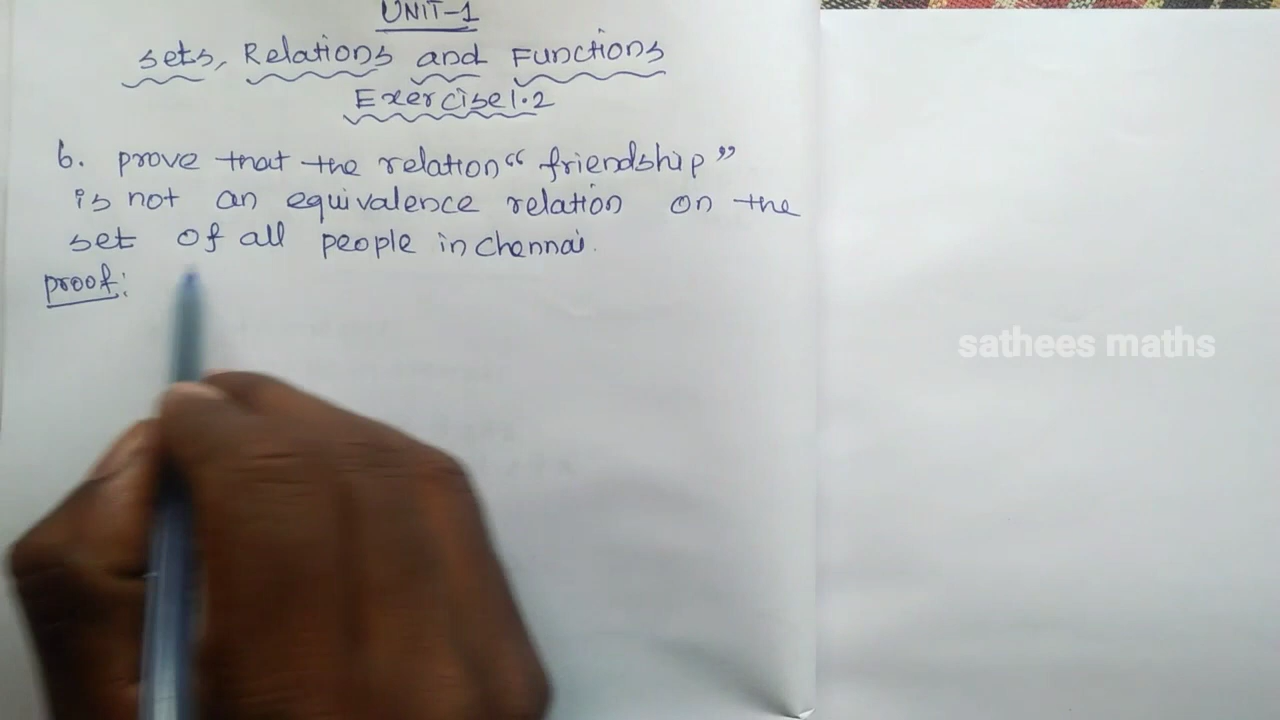 UNIT-1
sets, Relations and Functions
Exercise 1.2
6. prove that the relation "friendship"
is not an equivalence relation on the
set of all people in chennai.
proof:
sathees maths